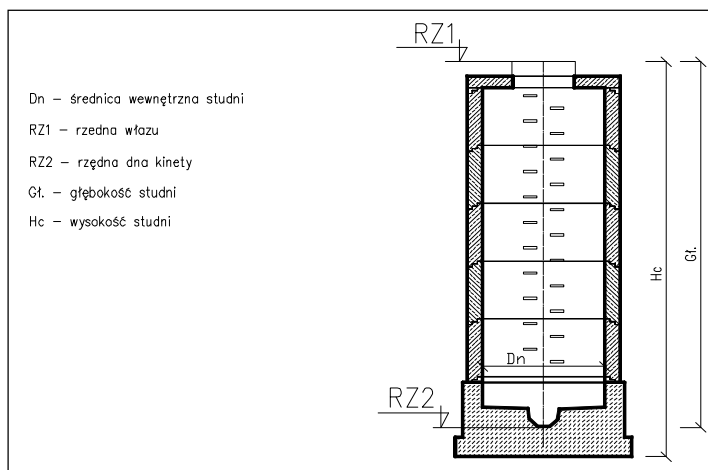 RZ1
Dn – średnica wewnętrzna studni
RZ1 – rzedna włazu
RZ2 – rzędna dna kinety
Gł. – głębokość studni
Hc – wysokość studni
Gł.
Hc
Dn
RZ2